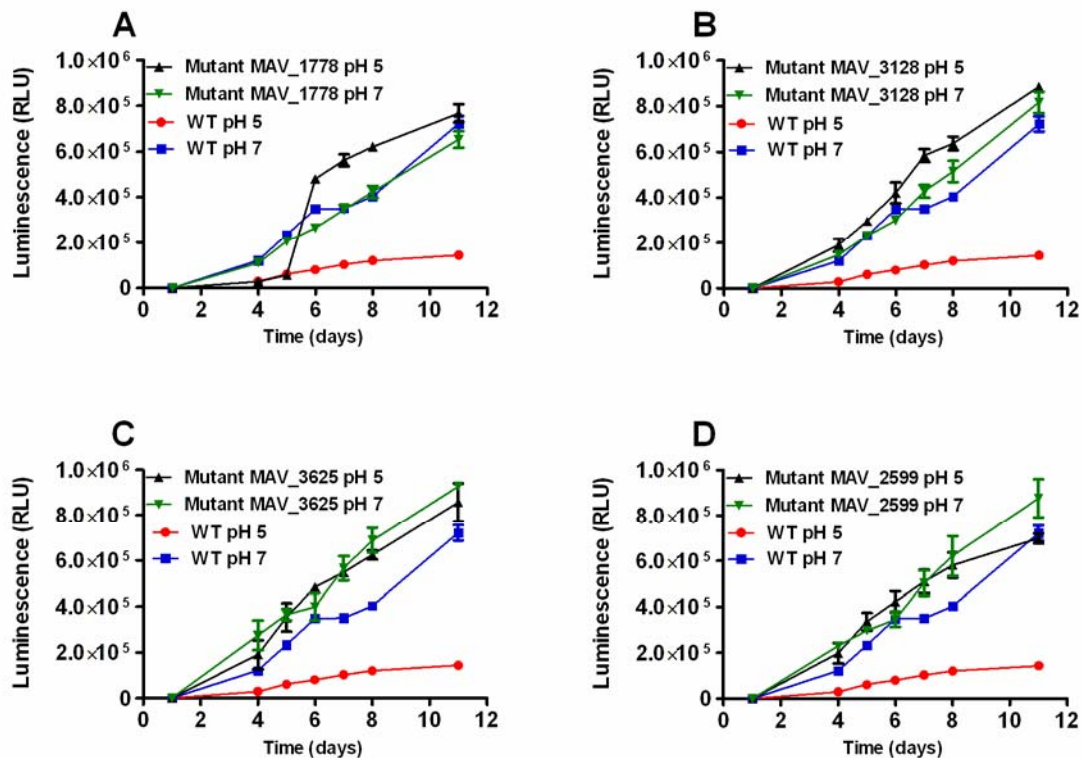 A
Luminescence (RLU)
1.0×10⁶
8.0×10⁵
6.0×10⁵
4.0×10⁵
2.0×10⁵
0
Mutant MAV_1778 pH 5
Mutant MAV_1778 pH 7
WT pH 5
WT pH 7
0 2 4 6 8 10 12
Time (days)
B
Luminescence (RLU)
1.0×10⁶
8.0×10⁵
6.0×10⁵
4.0×10⁵
2.0×10⁵
0
Mutant MAV_3128 pH 5
Mutant MAV_3128 pH 7
WT pH 5
WT pH 7
0 2 4 6 8 10 12
Time (days)
C
Luminescence (RLU)
1.0×10⁶
8.0×10⁵
6.0×10⁵
4.0×10⁵
2.0×10⁵
0
Mutant MAV_3625 pH 5
Mutant MAV_3625 pH 7
WT pH 5
WT pH 7
0 2 4 6 8 10 12
Time (days)
D
Luminescence (RLU)
1.0×10⁶
8.0×10⁵
6.0×10⁵
4.0×10⁵
2.0×10⁵
0
Mutant MAV_2599 pH 5
Mutant MAV_2599 pH 7
WT pH 5
WT pH 7
0 2 4 6 8 10 12
Time (days)